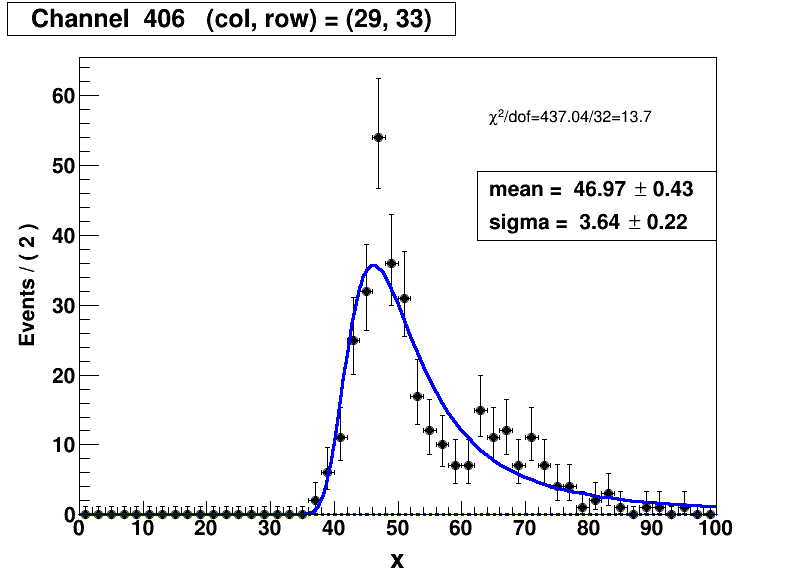 Channel 406 (col, row) = (29, 33)
χ²/dof=437.04/32=13.7
mean = 46.97 ± 0.43
sigma = 3.64 ± 0.22
Events / ( 2 )
60
50
40
30
20
10
0
0 10 20 30 40 50 60 70 80 90 100
x